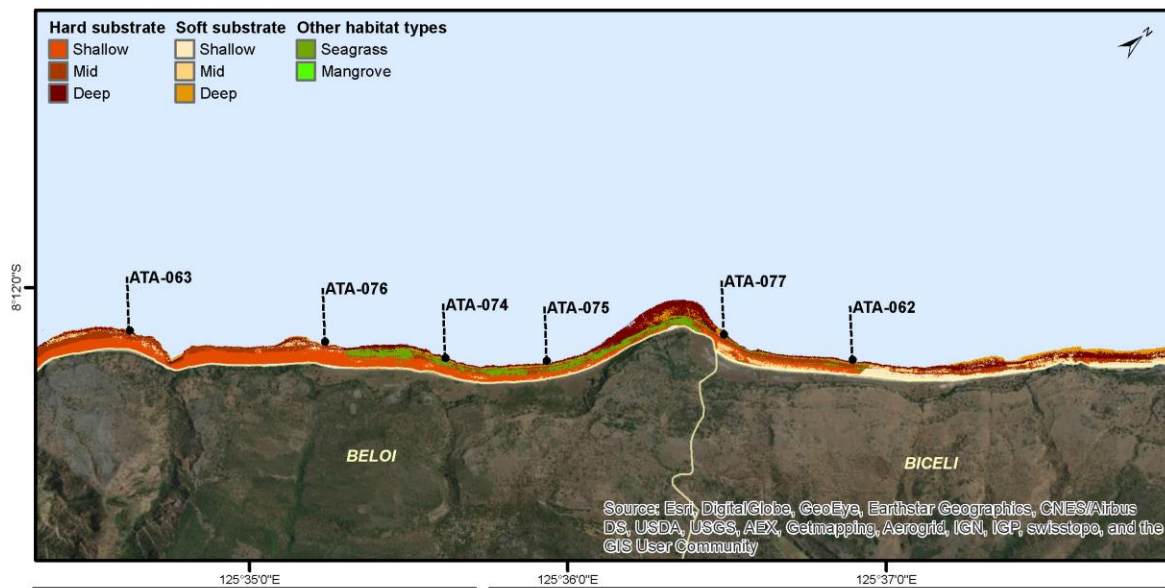 Hard substrate Soft substrate Other habitat types
Shallow Shallow Seagrass
Mid Mid Mangrove
Deep Deep
N
8°12'0"S
ATA-063
ATA-076
ATA-074
ATA-075
ATA-077
ATA-062
BELOI
BICELI
Source: Esri, DigitalGlobe, GeoEye, Earthstar Geographics, CNES/Airbus
DS, USDA, USGS, AEX, Getmapping, Aerogrid, IGN, IGP, swisstopo, and the
GIS User Community
125°35'0"E 125°36'0"E 125°37'0"E